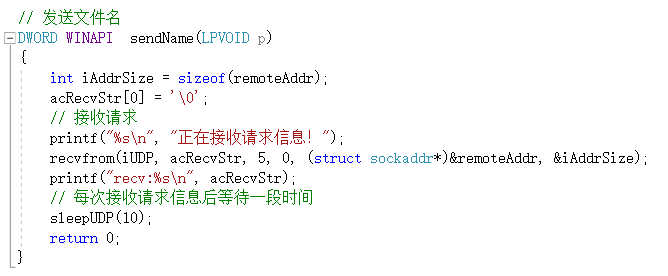 // 发送文件名
DWORD WINAPI  sendName(LPVOID p)
{
    int iAddrSize = sizeof(remoteAddr);
    acRecvStr[0] = '\0';
    // 接收请求
    printf("%s\n", "正在接收请求信息! ");
    recvfrom(iUDP, acRecvStr, 5, 0, (struct sockaddr*)&remoteAddr, &iAddrSize);
    printf("recv:%s\n", acRecvStr);
    // 每次接收请求信息后等待一段时间
    sleepUDP(10);
    return 0;
}